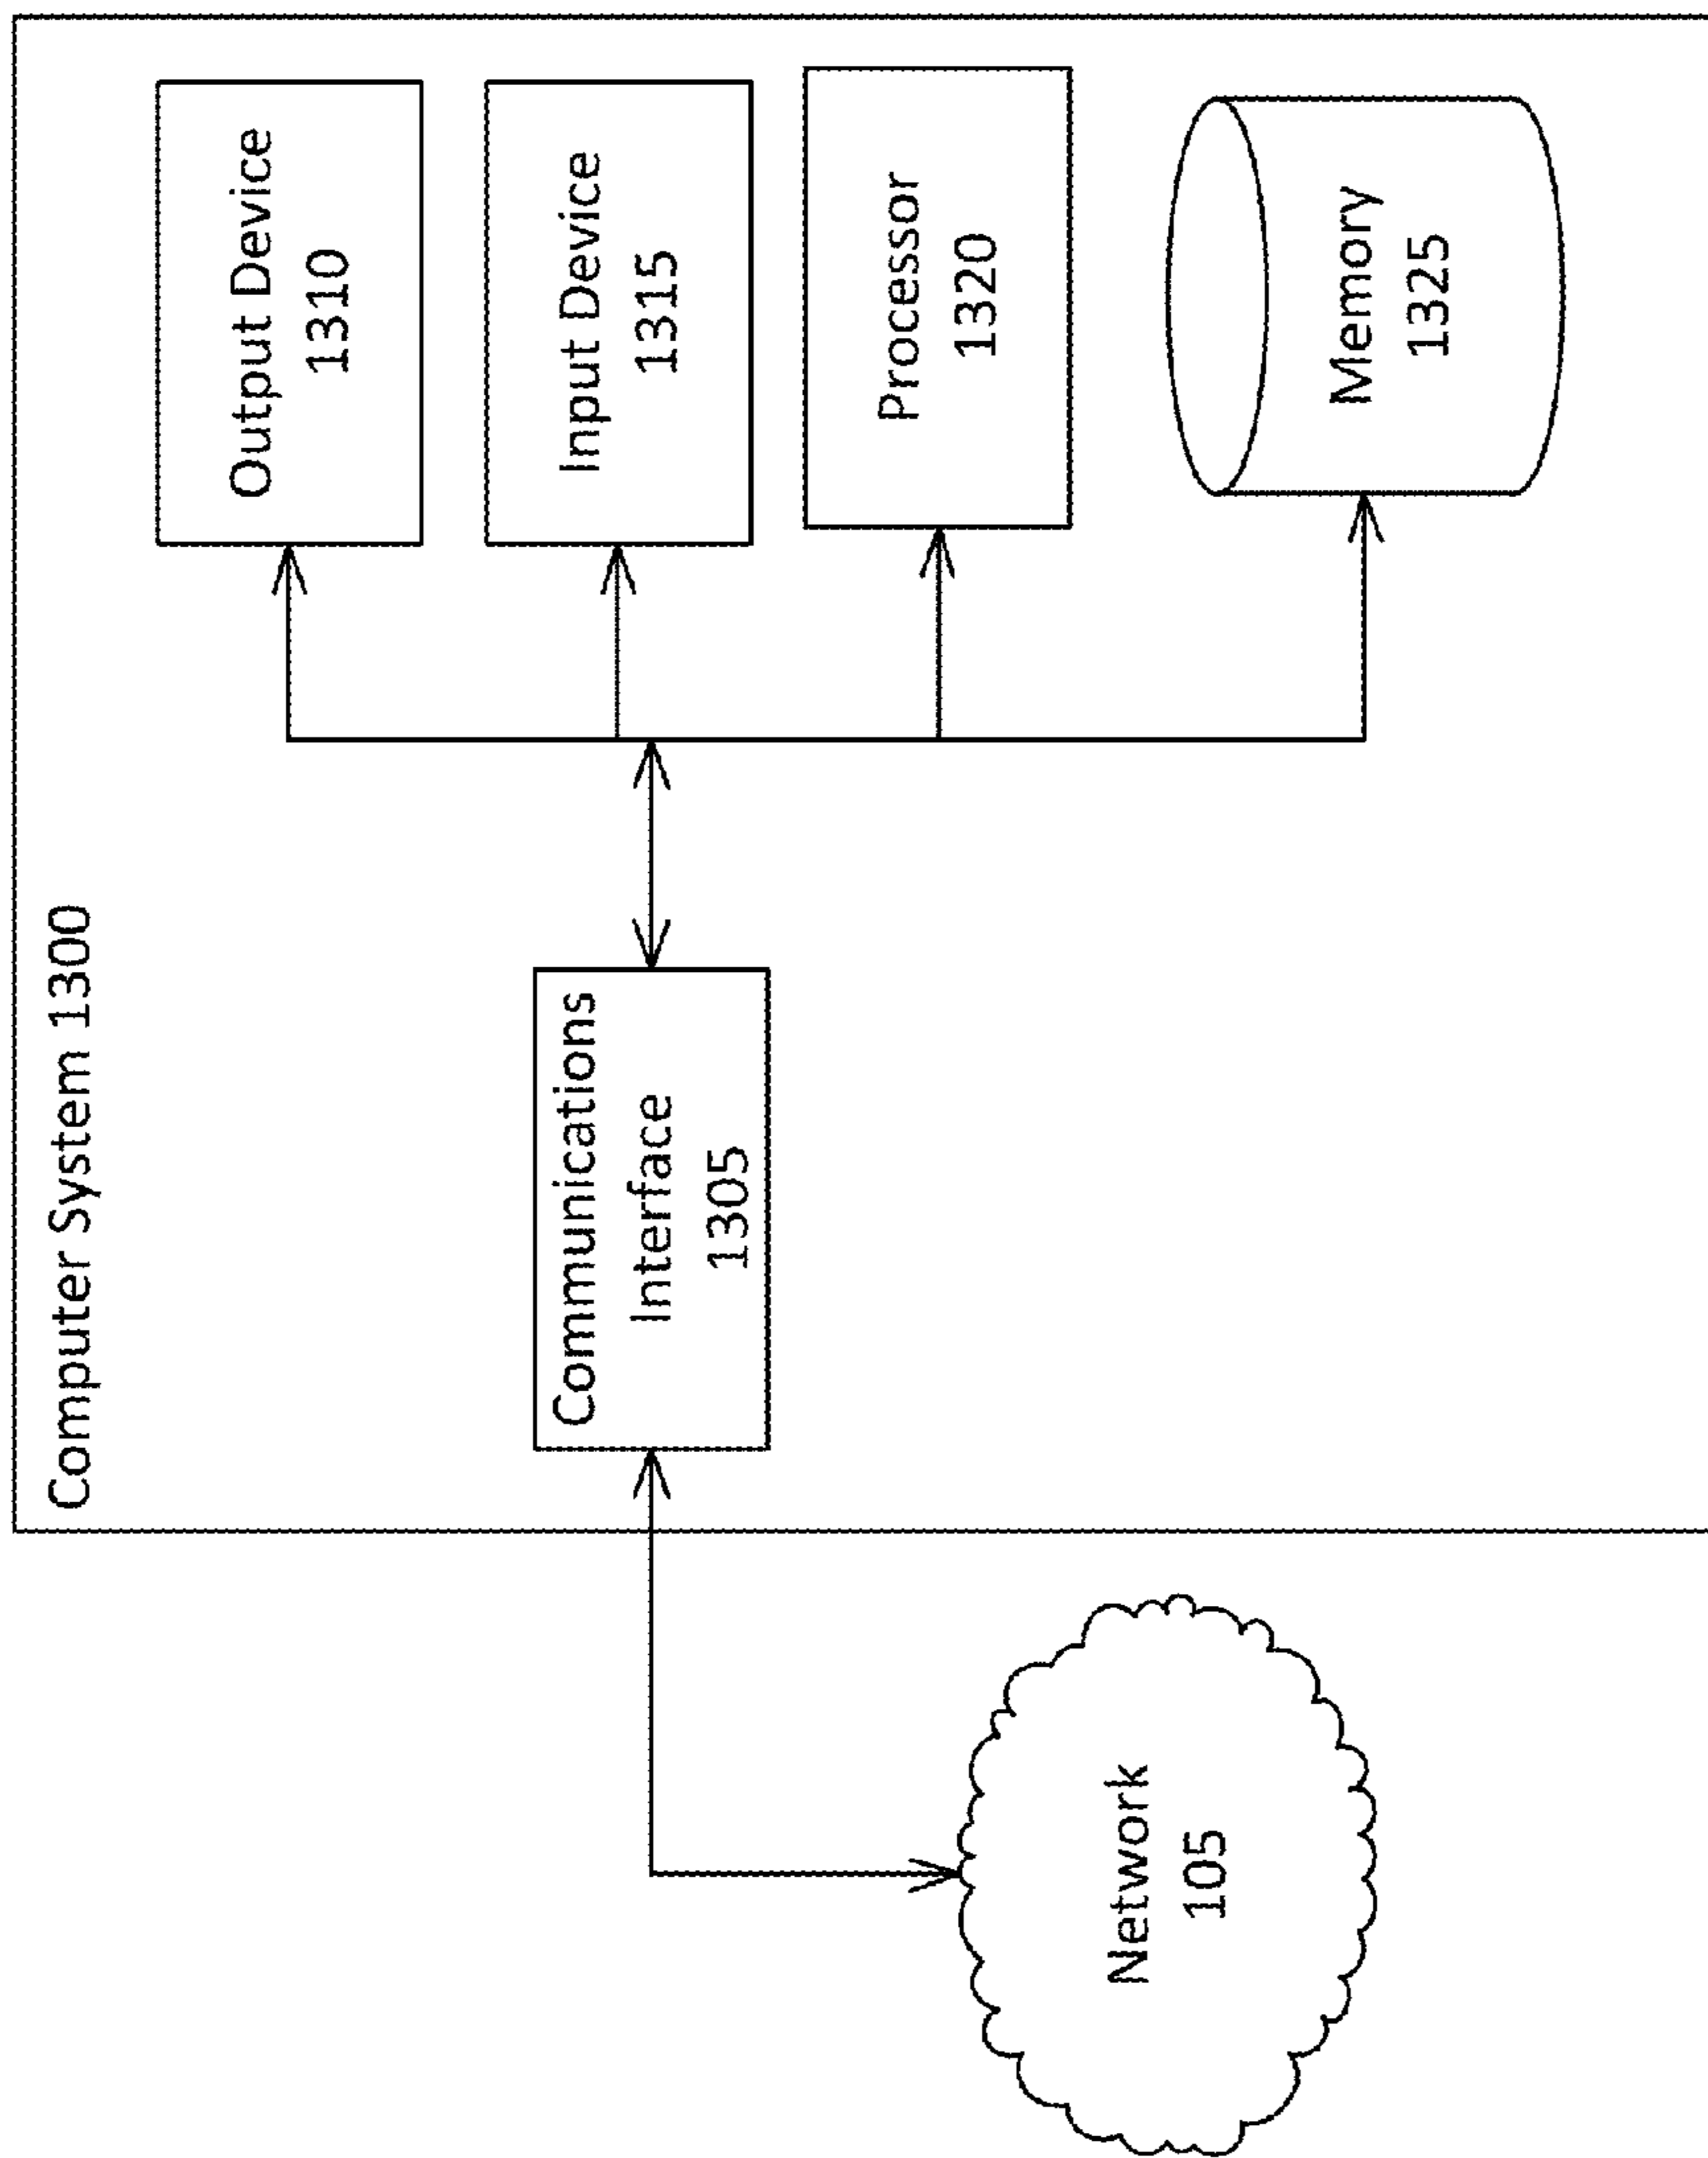 Computer System 1300
Output Device
1310
Input Device
1315
Processor
1320
Memory
1325
Communications
Interface
1305
Network
105